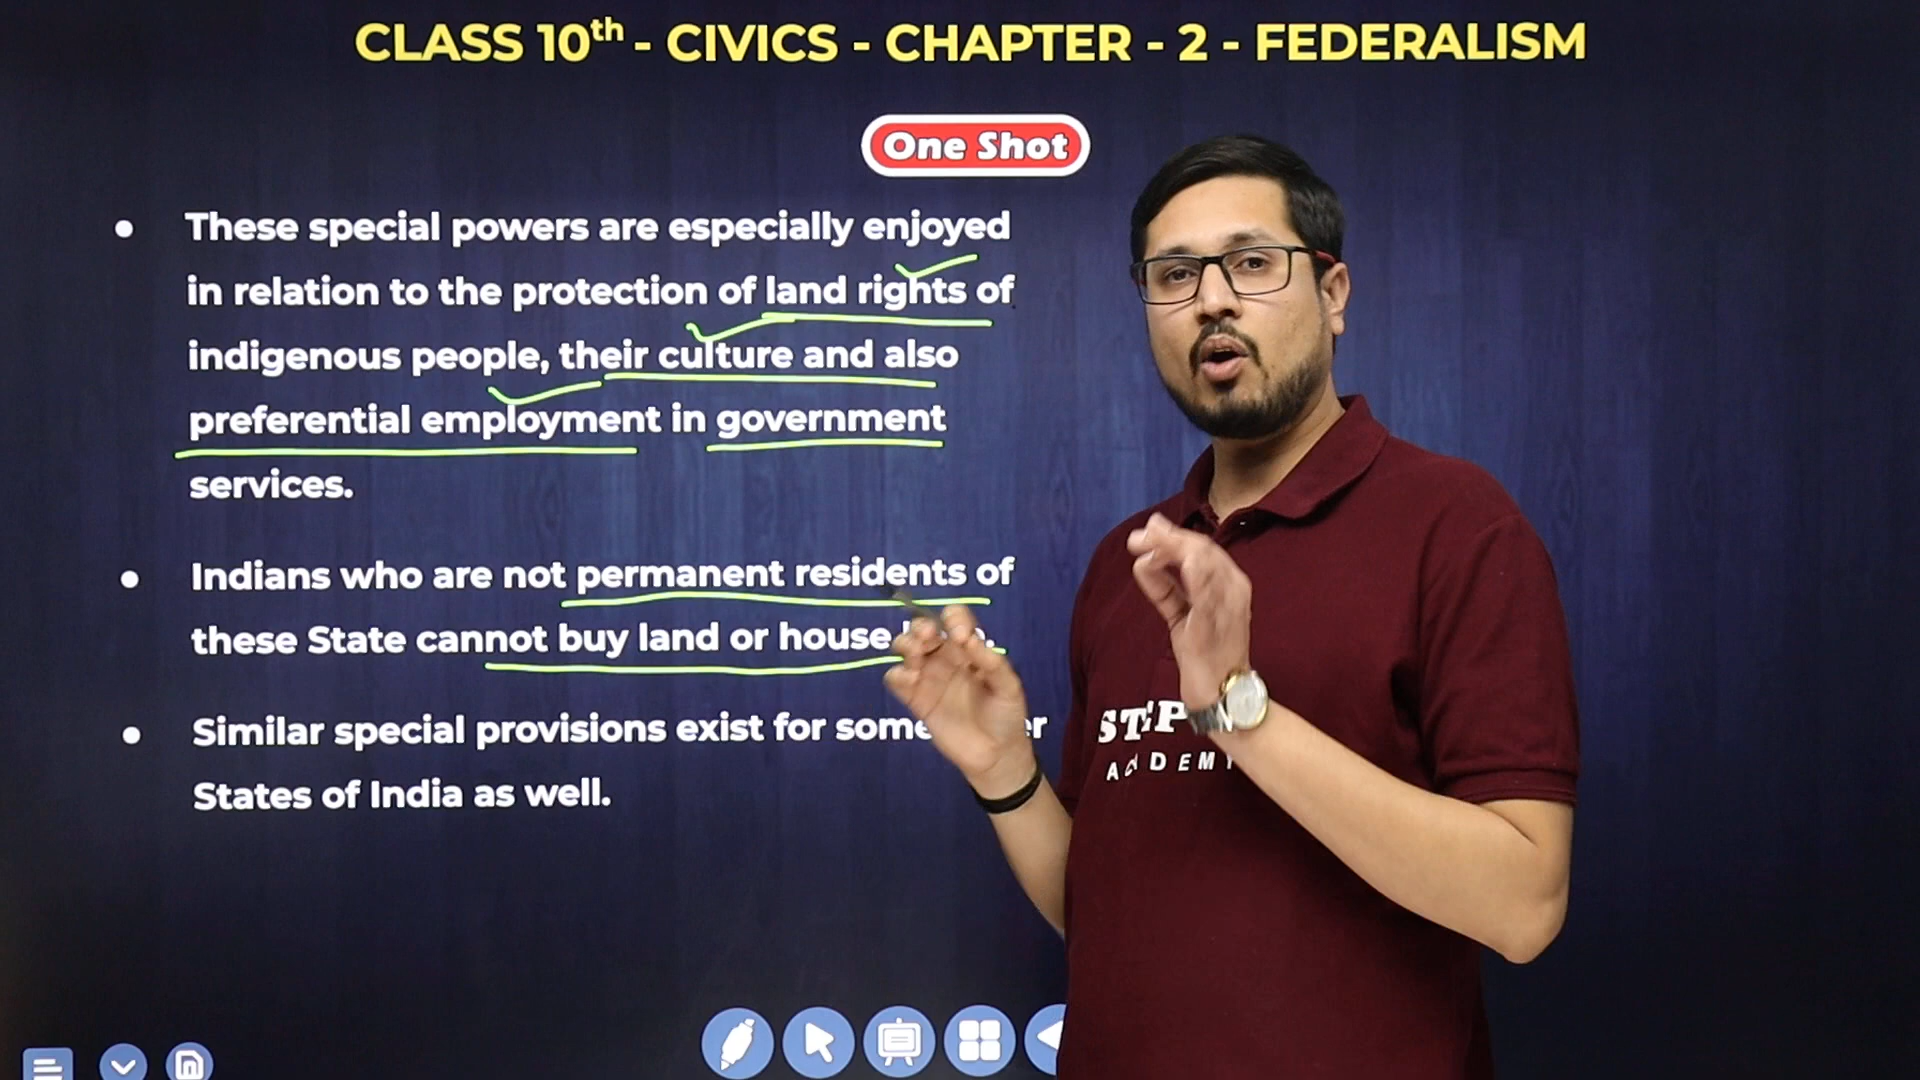 CLASS 10th - CIVICS - CHAPTER - 2 - FEDERALISM
One Shot
These special powers are especially enjoyed
in relation to the protection of land rights of
indigenous people, their culture and also
preferential employment in government
services.
Indians who are not permanent residents of
these State cannot buy land or house
Similar special provisions exist for some
States of India as well.
ACADEMY